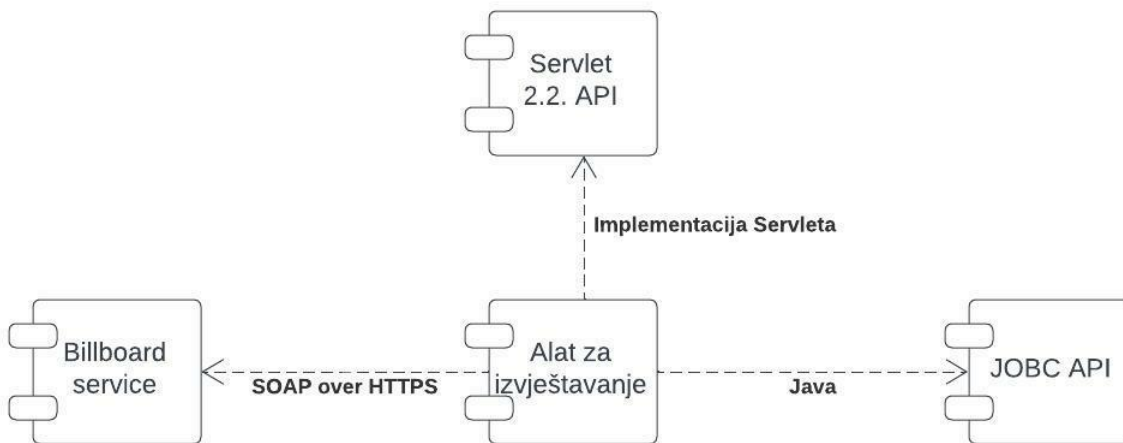 Servlet
2.2. API
Implementacija Servleta
Billboard
service
SOAP over HTTPS
Alat za
izvještavanje
Java
JOBC API